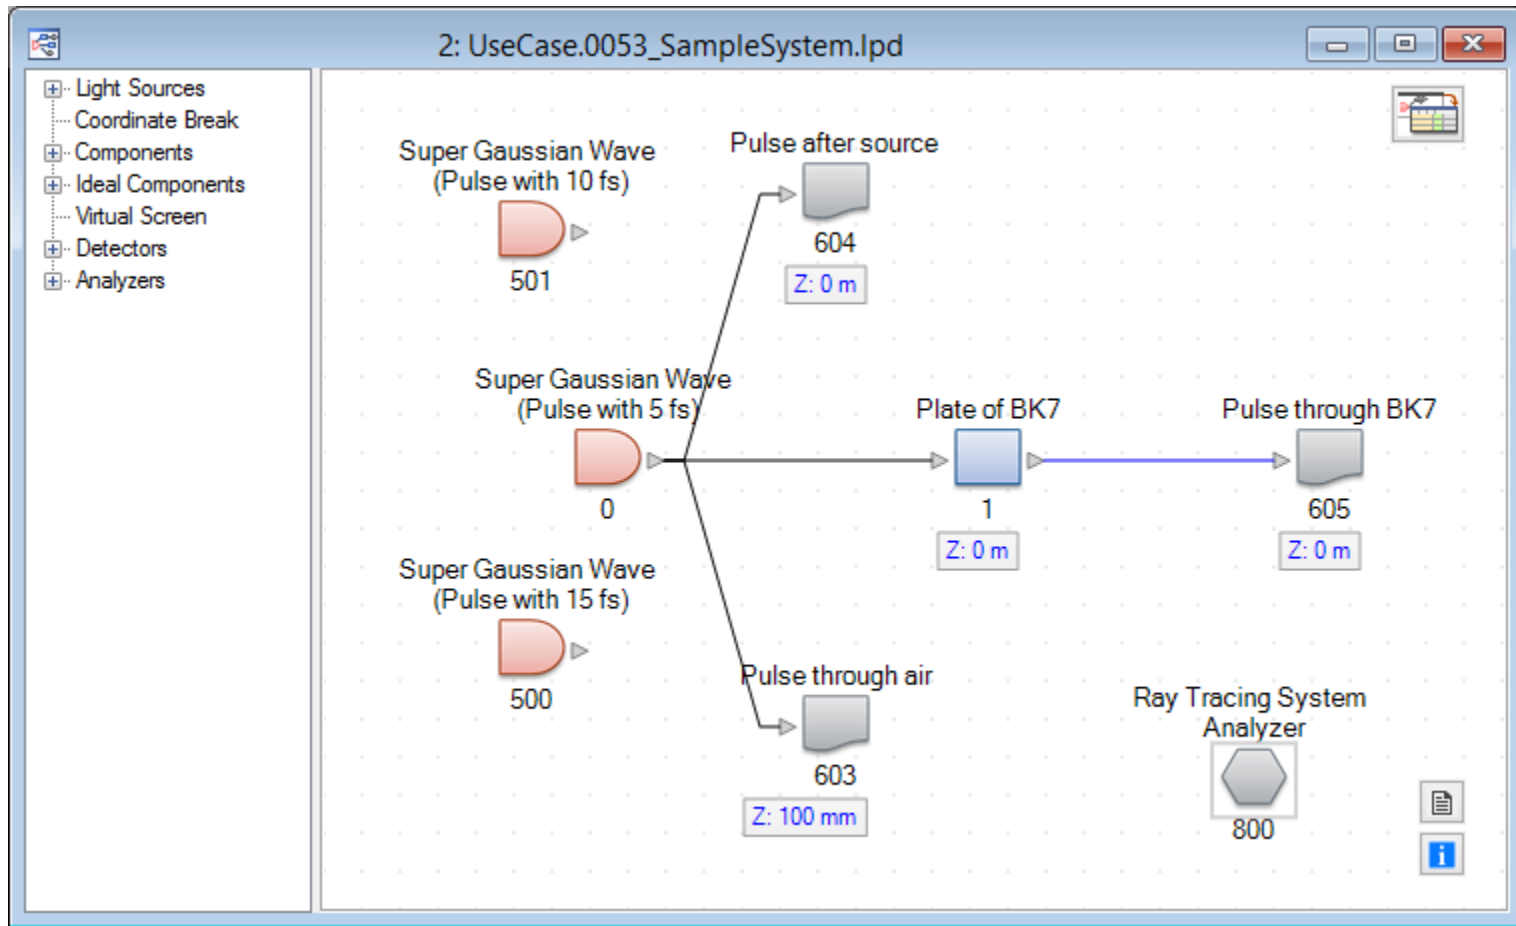 2: UseCase.0053_SampleSystem.lpd
Light Sources
Coordinate Break
Components
Ideal Components
Virtual Screen
Detectors
Analyzers
Super Gaussian Wave
(Pulse with 10 fs)
501
Pulse after source
604
Z: 0 m
Super Gaussian Wave
(Pulse with 5 fs)
0
Plate of BK7
1
Z: 0 m
Pulse through BK7
605
Z: 0 m
Super Gaussian Wave
(Pulse with 15 fs)
500
Pulse through air
603
Z: 100 mm
Ray Tracing System
Analyzer
800
i